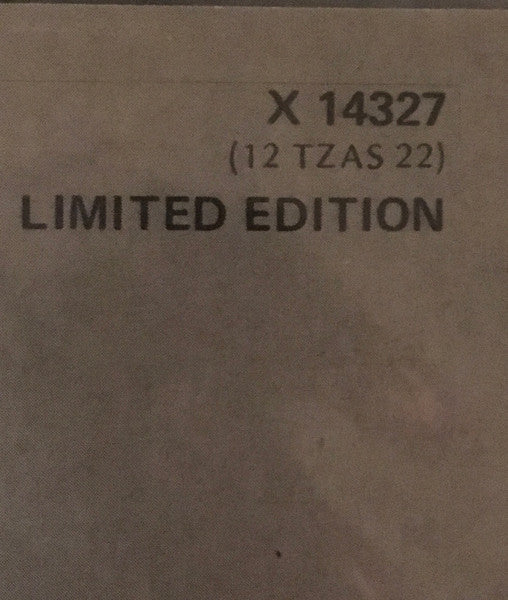 X 14327
(12 TZAS 22)
LIMITED EDITION